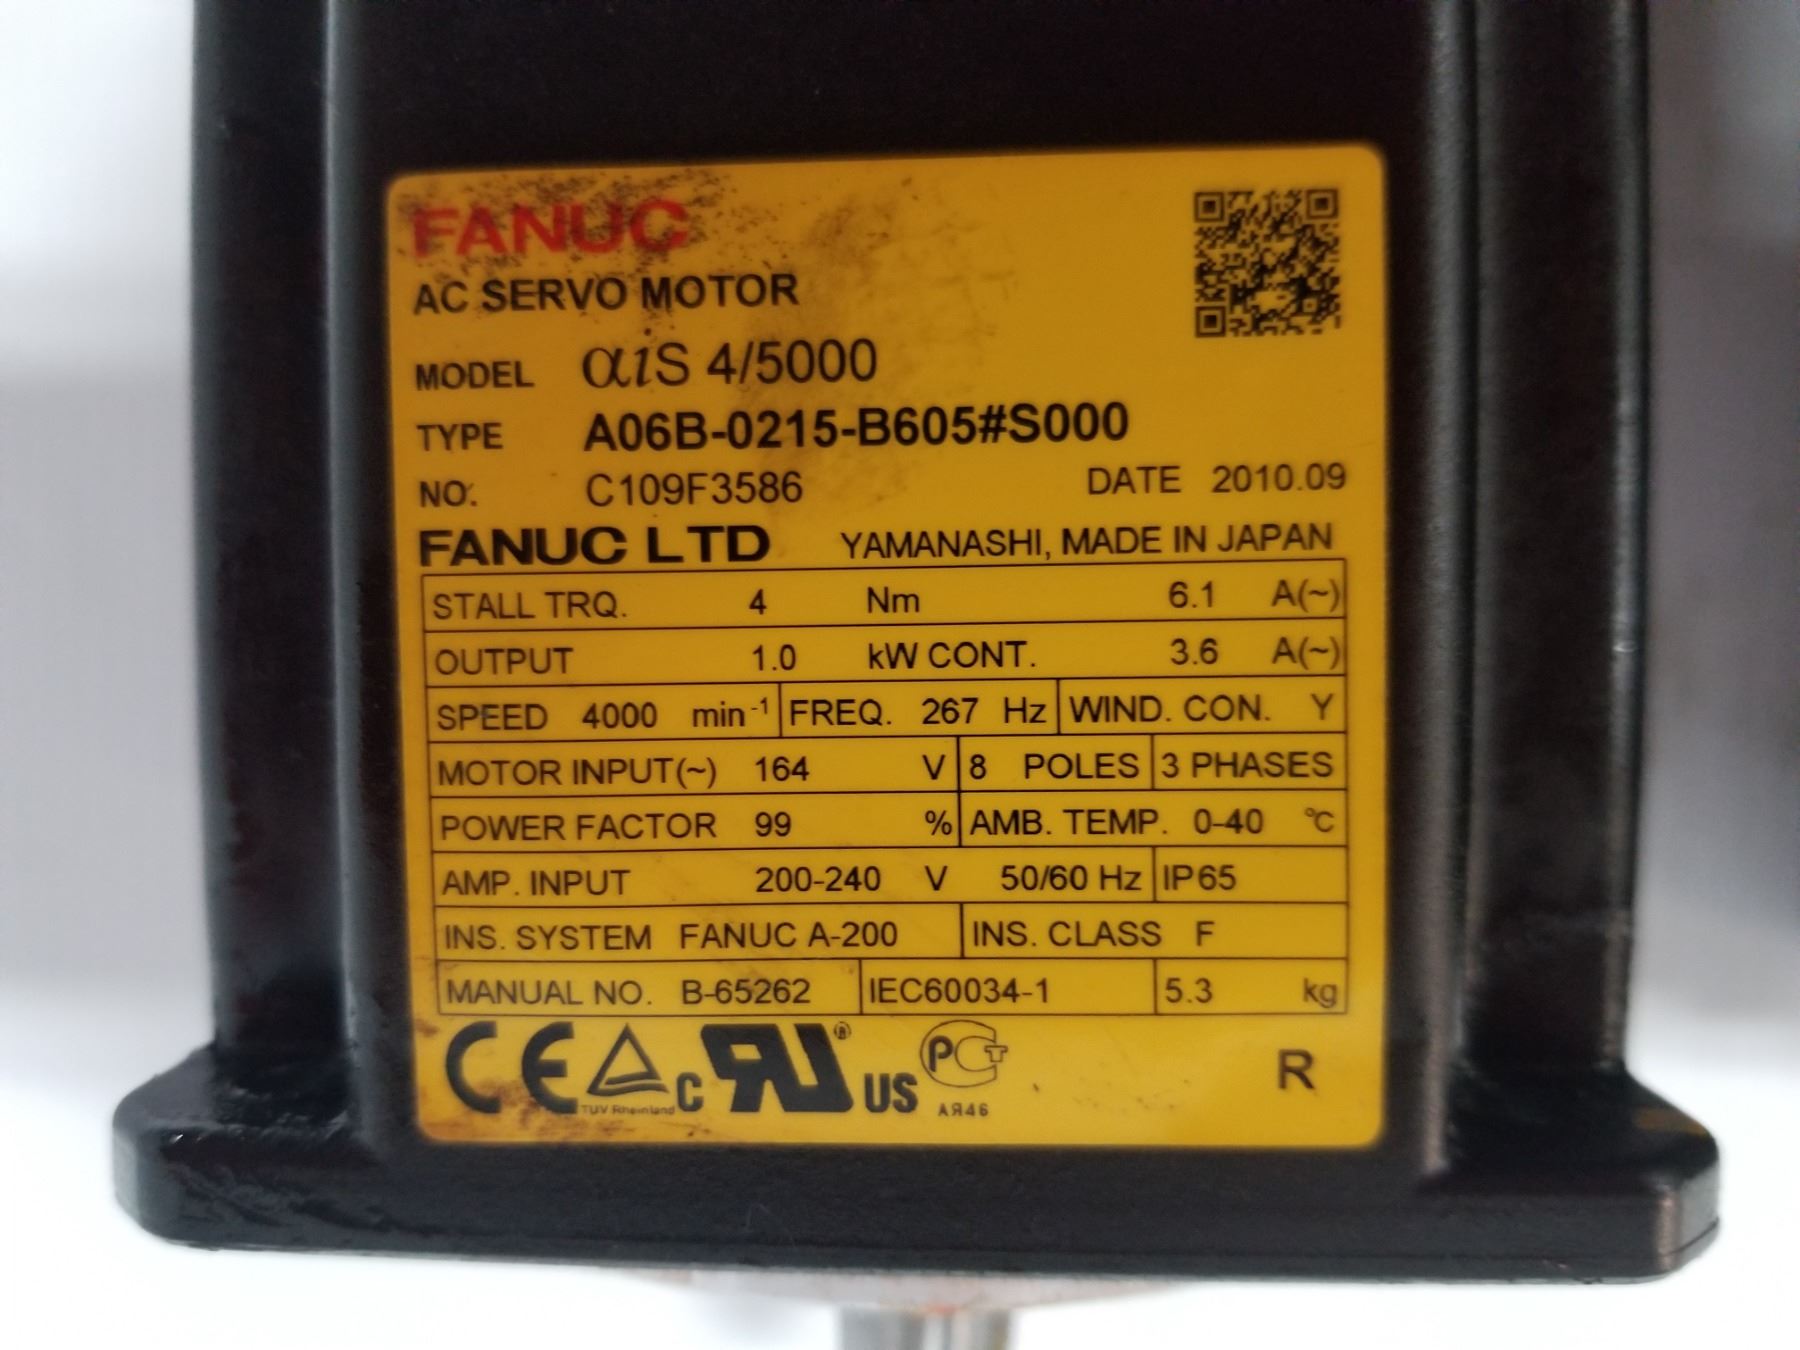 FANUC
AC SERVO MOTOR
MODEL αiS 4/5000
TYPE A06B-0215-B605#S000
NO. C109F3586 DATE 2010.09
FANUC LTD YAMANASHI, MADE IN JAPAN
STALL TRQ. 4 Nm 6.1 A(~)
OUTPUT 1.0 kW CONT. 3.6 A(~)
SPEED 4000 min⁻¹ FREQ. 267 Hz WIND. CON. Y
MOTOR INPUT(~) 164 V 8 POLES 3 PHASES
POWER FACTOR 99 % AMB. TEMP. 0-40 ℃
AMP. INPUT 200-240 V 50/60 Hz IP65
INS. SYSTEM FANUC A-200 INS. CLASS F
MANUAL NO. B-65262 IEC60034-1 5.3 kg
CE TÜV Rheinland C RU ® US PCT R
АЯ46